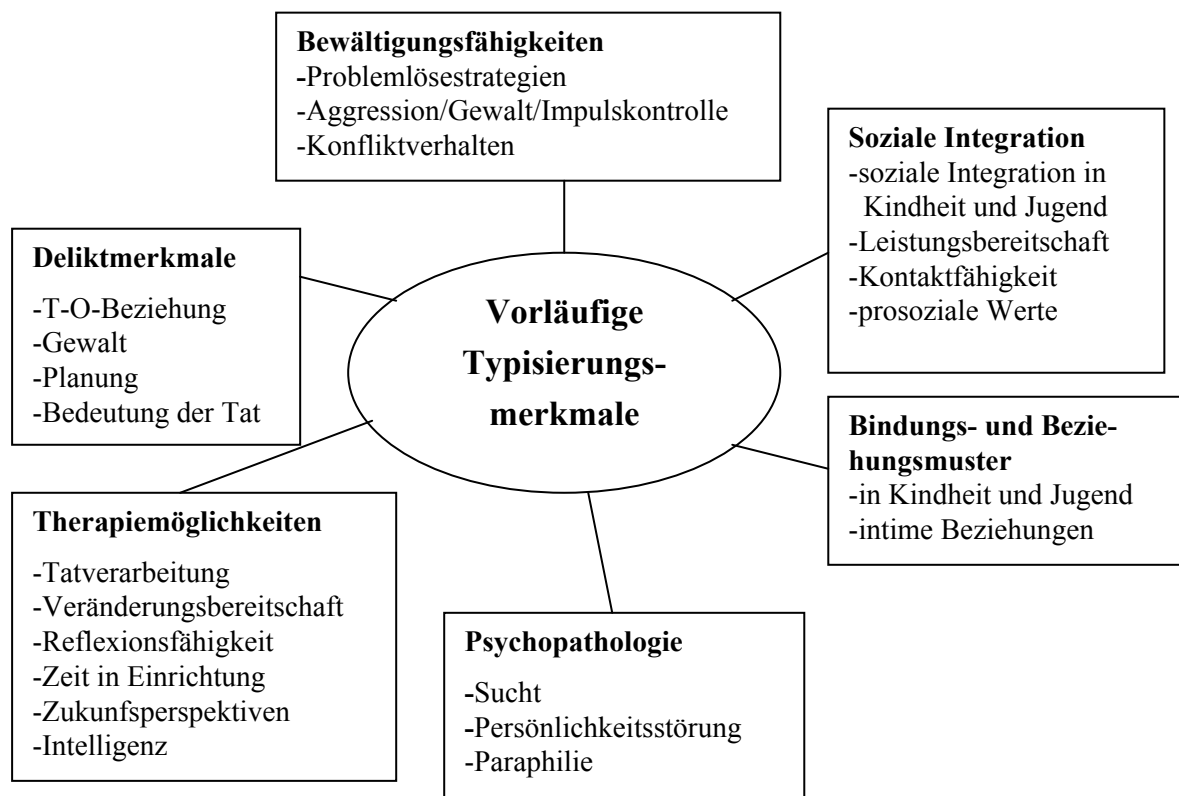 Bewältigungsfähigkeiten
-Problemlösestrategien
-Aggression/Gewalt/Impulskontrolle
-Konfliktverhalten
Soziale Integration
-soziale Integration in
Kindheit und Jugend
-Leistungsbereitschaft
-Kontaktfähigkeit
-prosoziale Werte
Deliktmerkmale
-T-O-Beziehung
-Gewalt
-Planung
-Bedeutung der Tat
Vorläufige
Typisierungs-
merkmale
Bindungs- und Bezie-
hungsmuster
-in Kindheit und Jugend
-intime Beziehungen
Therapiemöglichkeiten
-Tatverarbeitung
-Veränderungsbereitschaft
-Reflexionsfähigkeit
-Zeit in Einrichtung
-Zukunfsperspektiven
-Intelligenz
Psychopathologie
-Sucht
-Persönlichkeitsstörung
-Paraphilie